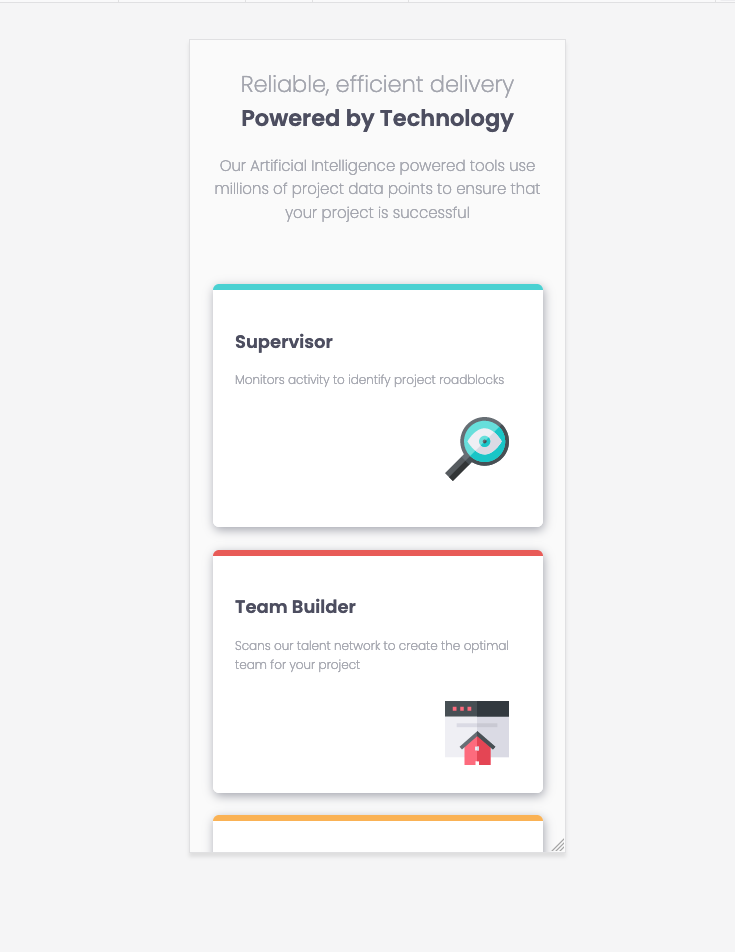 Reliable, efficient delivery
Powered by Technology
Our Artificial Intelligence powered tools use
millions of project data points to ensure that
your project is successful
Supervisor
Monitors activity to identify project roadblocks
Team Builder
Scans our talent network to create the optimal
team for your project